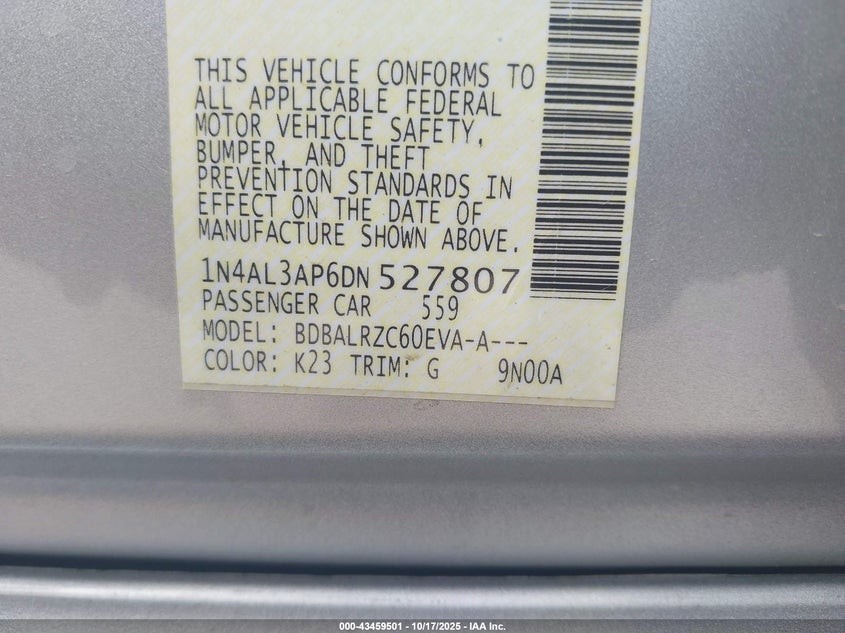 THIS VEHICLE CONFORMS TO
ALL APPLICABLE FEDERAL
MOTOR VEHICLE SAFETY,
BUMPER, AND THEFT
PREVENTION STANDARDS IN
EFFECT ON THE DATE OF
MANUFACTURE SHOWN ABOVE.
1N4AL3AP6DN527807
PASSENGER CAR 559
MODEL: BDBALRZC60EVA-A---
COLOR: K23 TRIM: G 9N00A
000-43459501 - 10/17/2025 - IAA Inc.